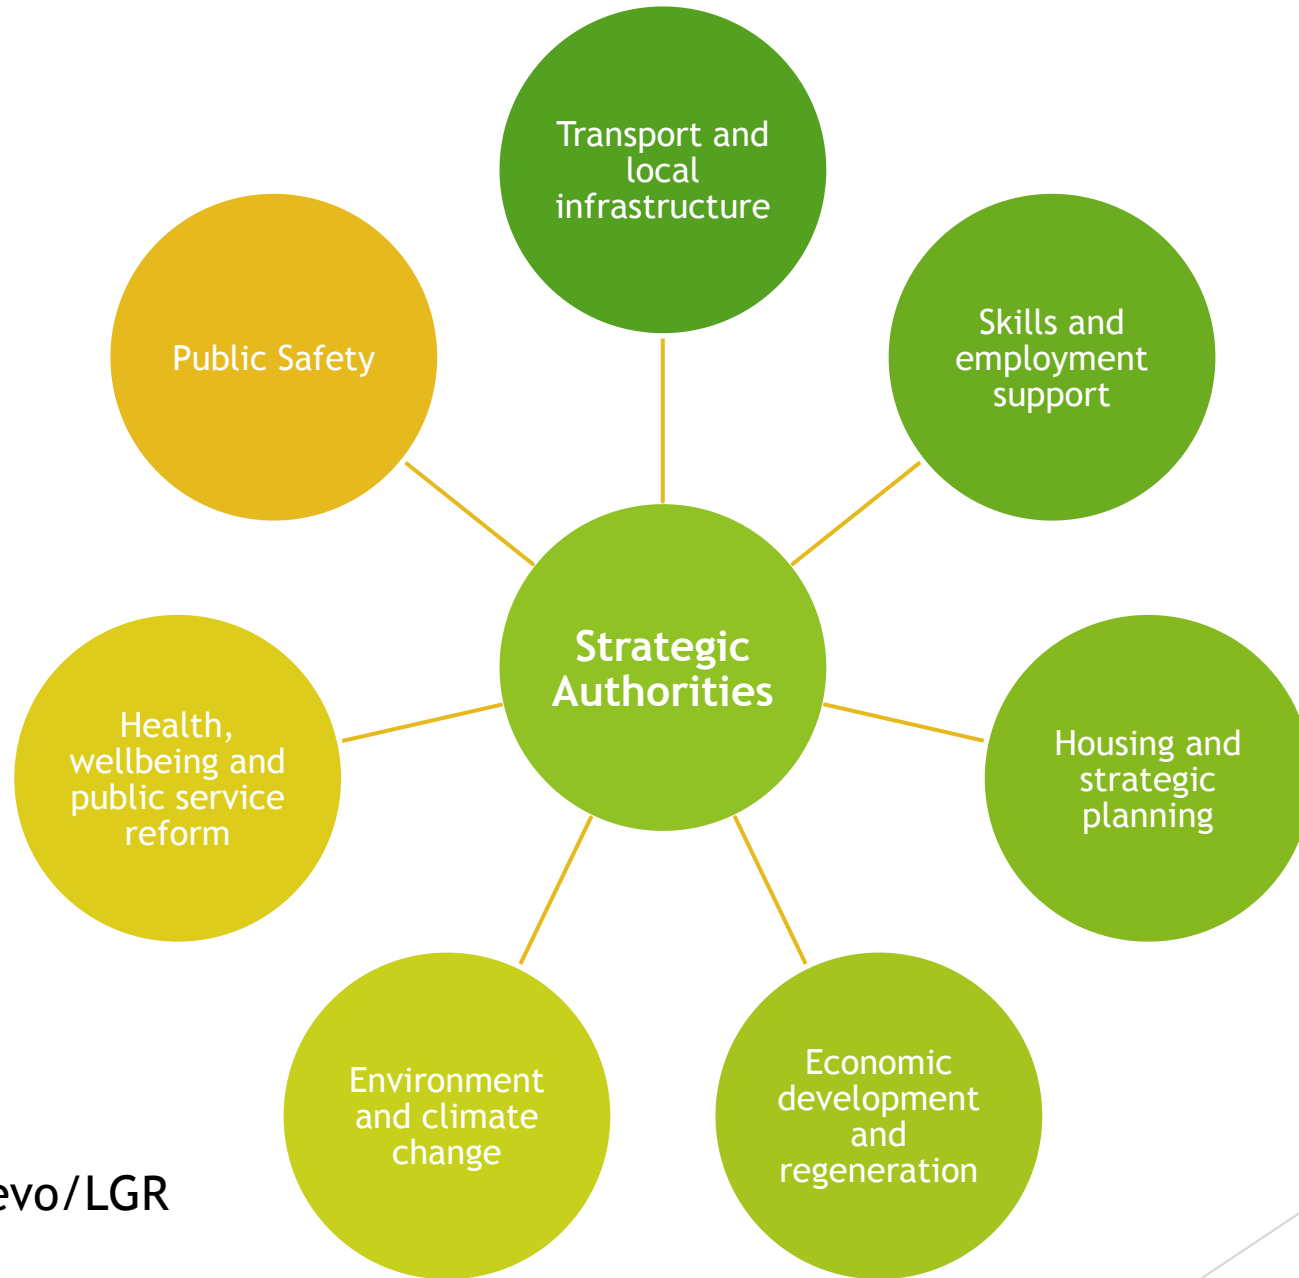 Transport and
local
infrastructure
Skills and
employment
support
Housing and
strategic
planning
Economic
development
and
regeneration
Environment
and climate
change
Health,
wellbeing and
public service
reform
Public Safety
Strategic
Authorities
evo/LGR